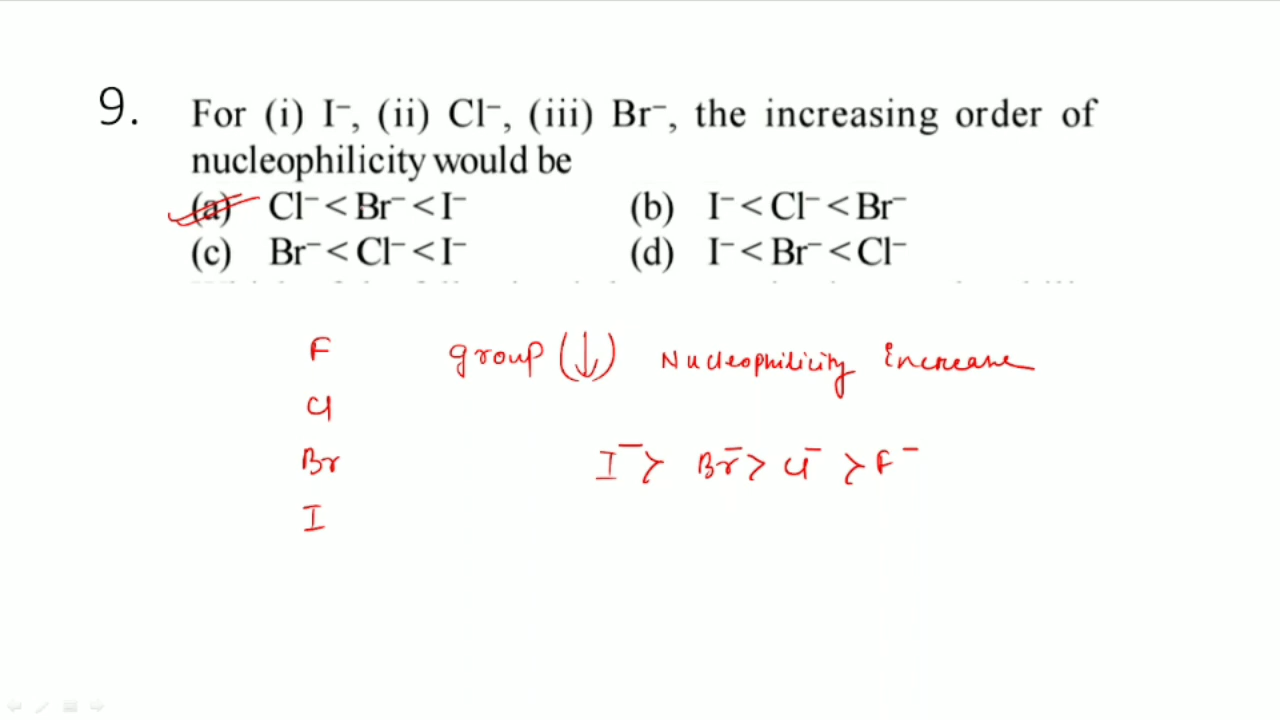 9. For (i) I⁻, (ii) Cl⁻, (iii) Br⁻, the increasing order of
nucleophilicity would be
(a) Cl⁻ < Br⁻ < I⁻ (b) I⁻ < Cl⁻ < Br⁻
(c) Br⁻ < Cl⁻ < I⁻ (d) I⁻ < Br⁻ < Cl⁻
F group (↓) Nucleophilicity Increase
Cl
Br I⁻ > Br⁻ > Cl⁻ > F⁻
I